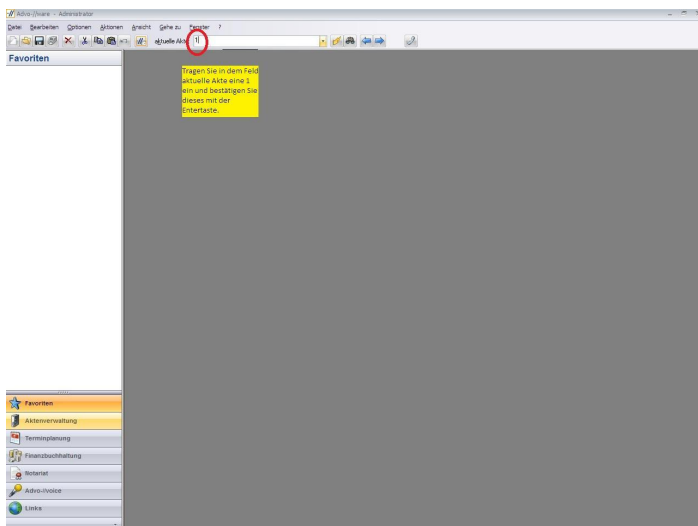 Advo-//ware - Administrator
Datei Bearbeiten Optionen Aktionen Ansicht Gehe zu Fenster ?
aktuelle Akte 1
Favoriten
Tragen Sie in dem Feld
aktuelle Akte eine 1
ein und bestätigen Sie
dieses mit der
Entertaste.
Favoriten
Aktenverwaltung
Terminplanung
Finanzbuchhaltung
Notariat
Advo-//voice
Links